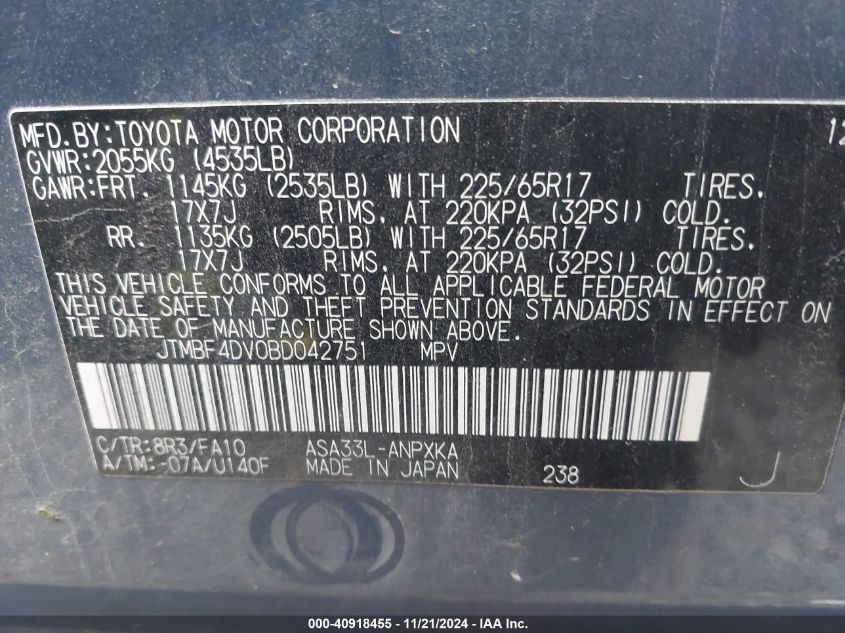 MFD.BY:TOYOTA MOTOR CORPORATION 12
GVWR:2055KG (4535LB)
GAWR:FRT. 1145KG (2535LB) WITH 225/65R17 TIRES.
17X7J RIMS, AT 220KPA (32PSI) COLD.
RR. 1135KG (2505LB) WITH 225/65R17 TIRES.
17X7J RIMS, AT 220KPA (32PSI) COLD.
THIS VEHICLE CONFORMS TO ALL APPLICABLE FEDERAL MOTOR
VEHICLE SAFETY AND THEFT PREVENTION STANDARDS IN EFFECT ON
THE DATE OF MANUFACTURE SHOWN ABOVE.
JTMBF4DV0BD042751 MPV
C/TR:8R3/FA10 ASA33L-ANPXKA
A/TM:-07A/U140F MADE IN JAPAN 238 J
000-40918455 - 11/21/2024 - IAA Inc.